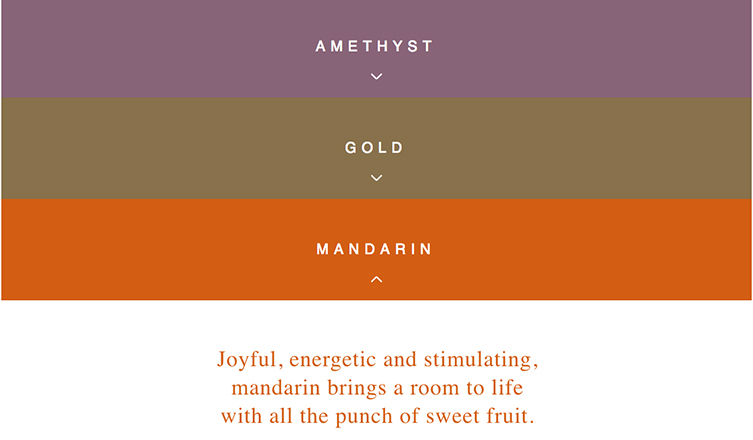 AMETHYST
GOLD
MANDARIN
Joyful, energetic and stimulating,
mandarin brings a room to life
with all the punch of sweet fruit.